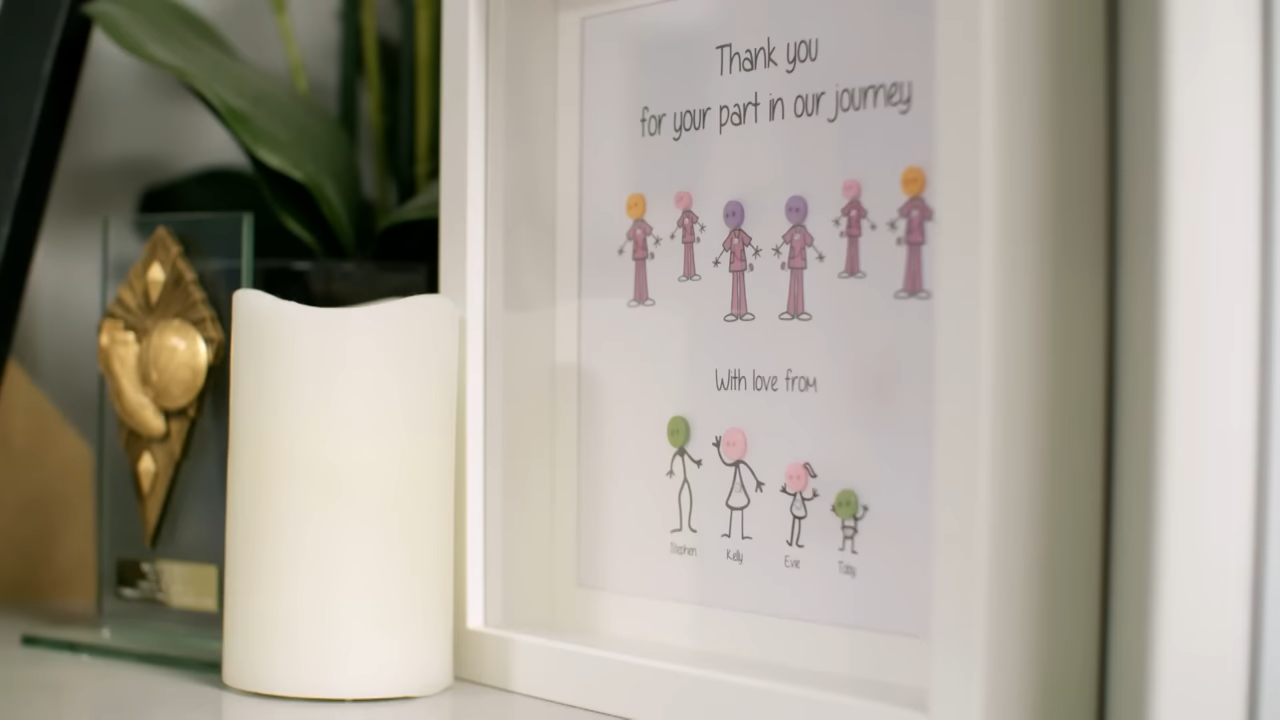 Thank you
for your part in our journey
With love from
Stephen Kelly Evie Toby